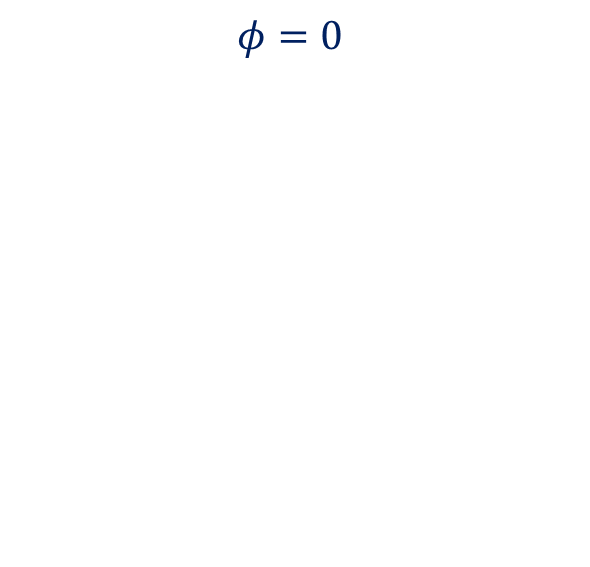 ϕ = 0